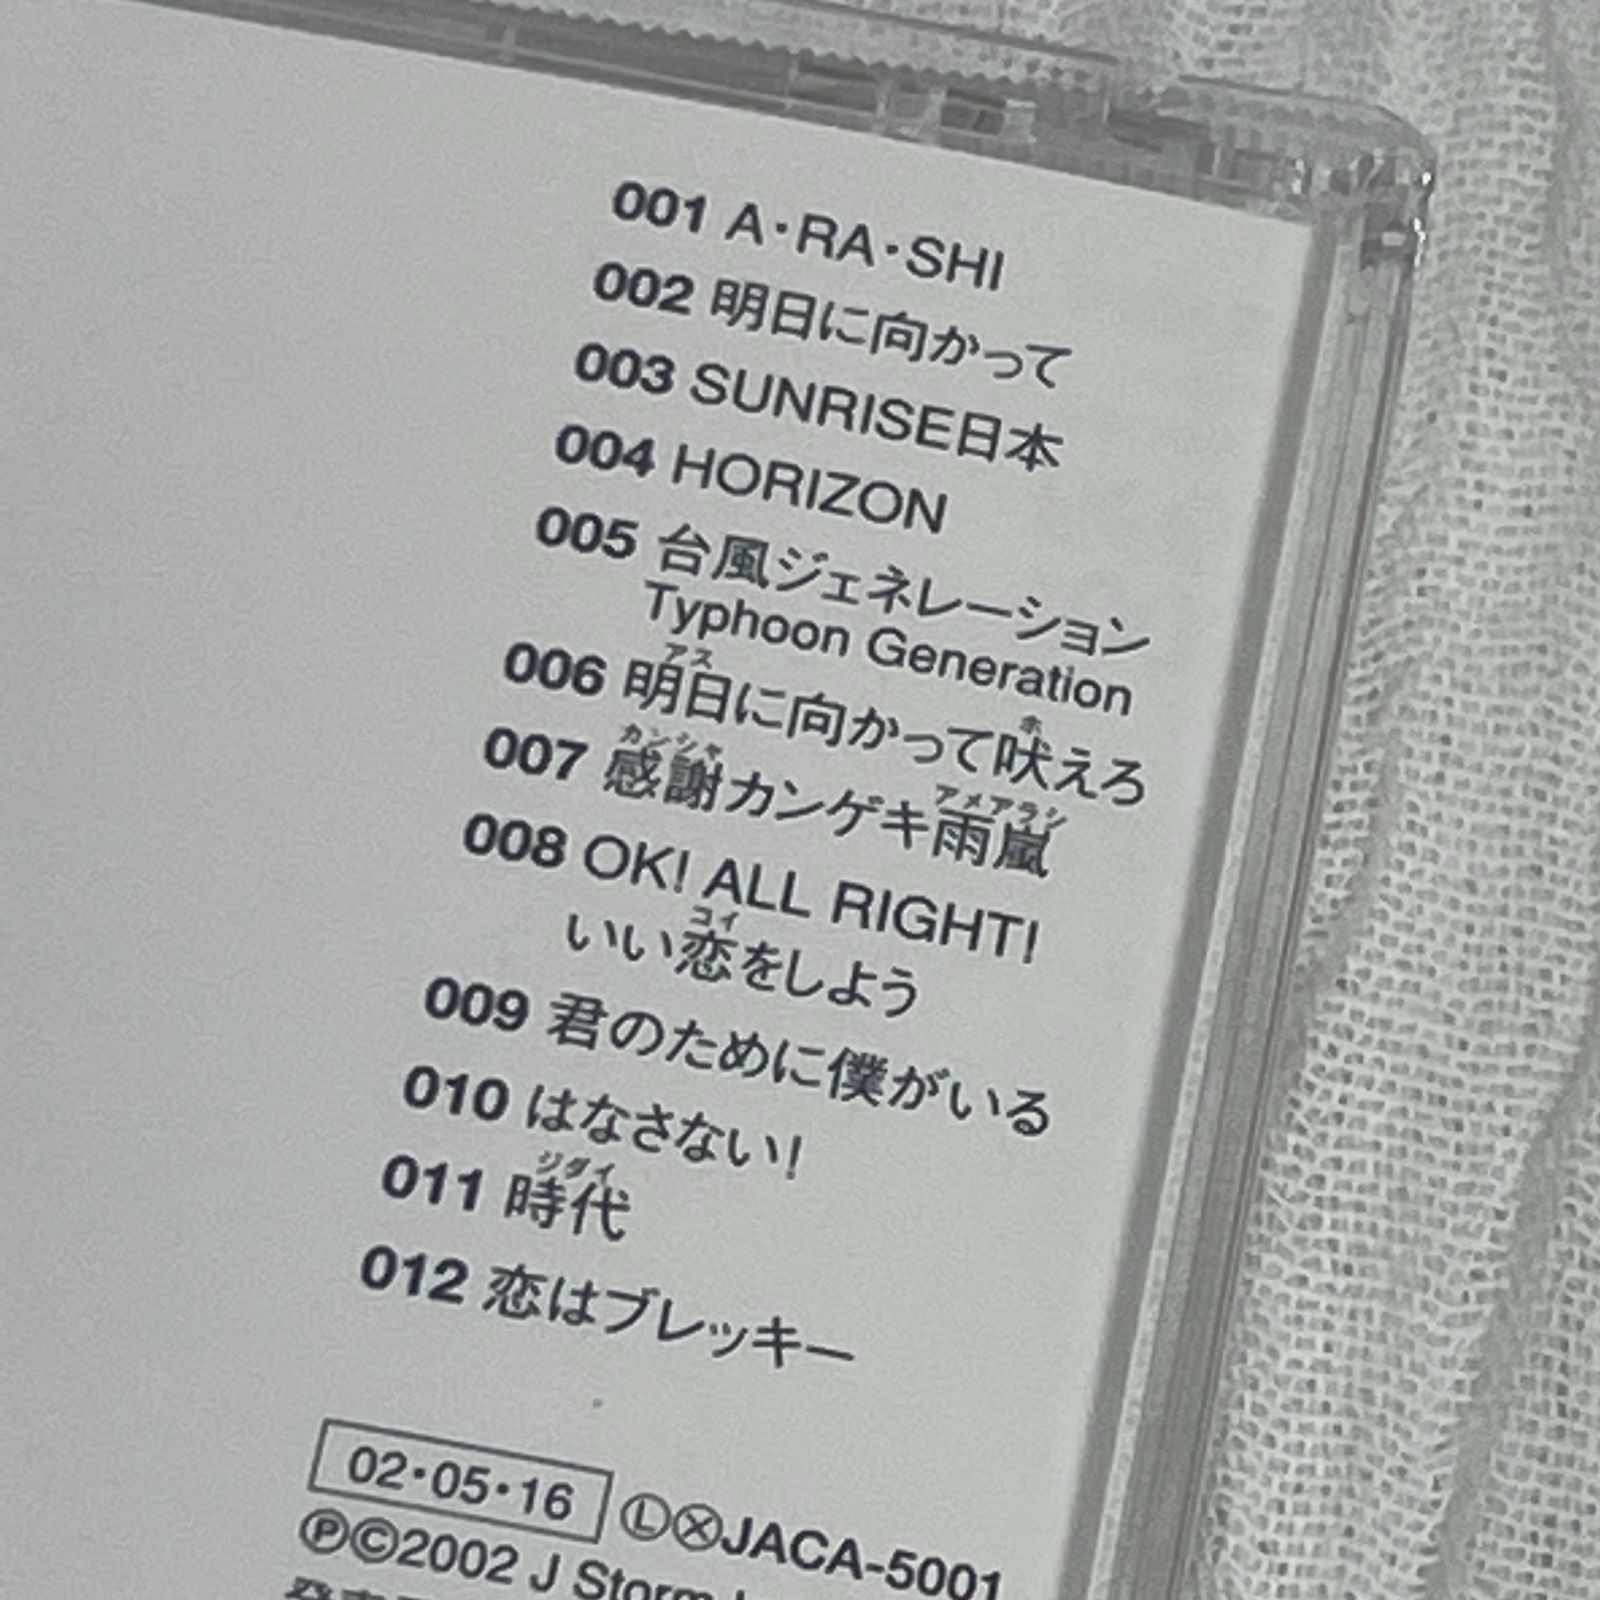 001 A・RA・SHI
002 明日に向かって
003 SUNRISE日本
004 HORIZON
005 台風ジェネレーション
Typhoon Generation
アス
ホ
006 明日に向かって吠えろ
カンシャ
アメアラシ
007 感謝カンゲキ雨嵐
008 OK! ALL RIGHT!
コイ
いい恋をしよう
009 君のために僕がいる
010 はなさない!
ジダイ
011 時代
012 恋はブレッキー
02・05・16 ⓁⓍJACA-5001
Ⓟ©2002 J Storm
発売